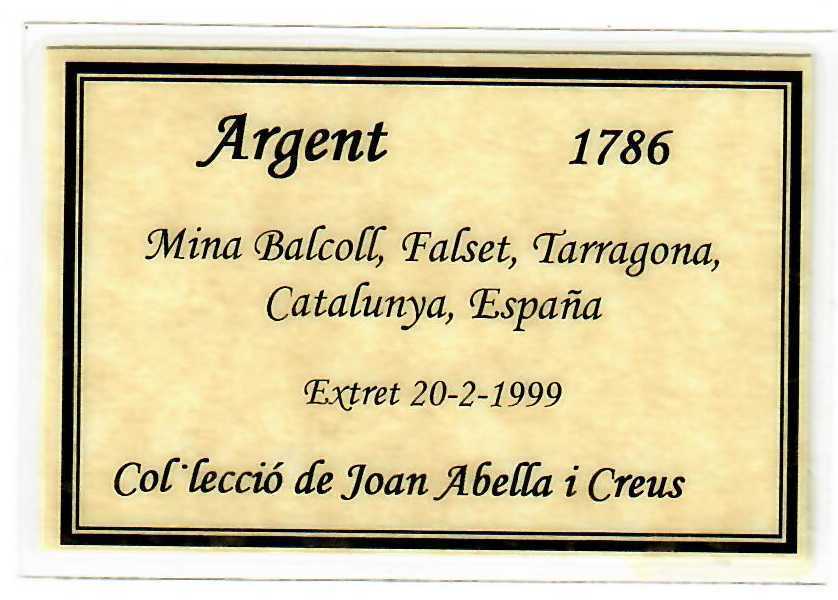 Argent 1786
Mina Balcoll, Falset, Tarragona,
Catalunya, España
Extret 20-2-1999
Col·lecció de Joan Abella i Creus